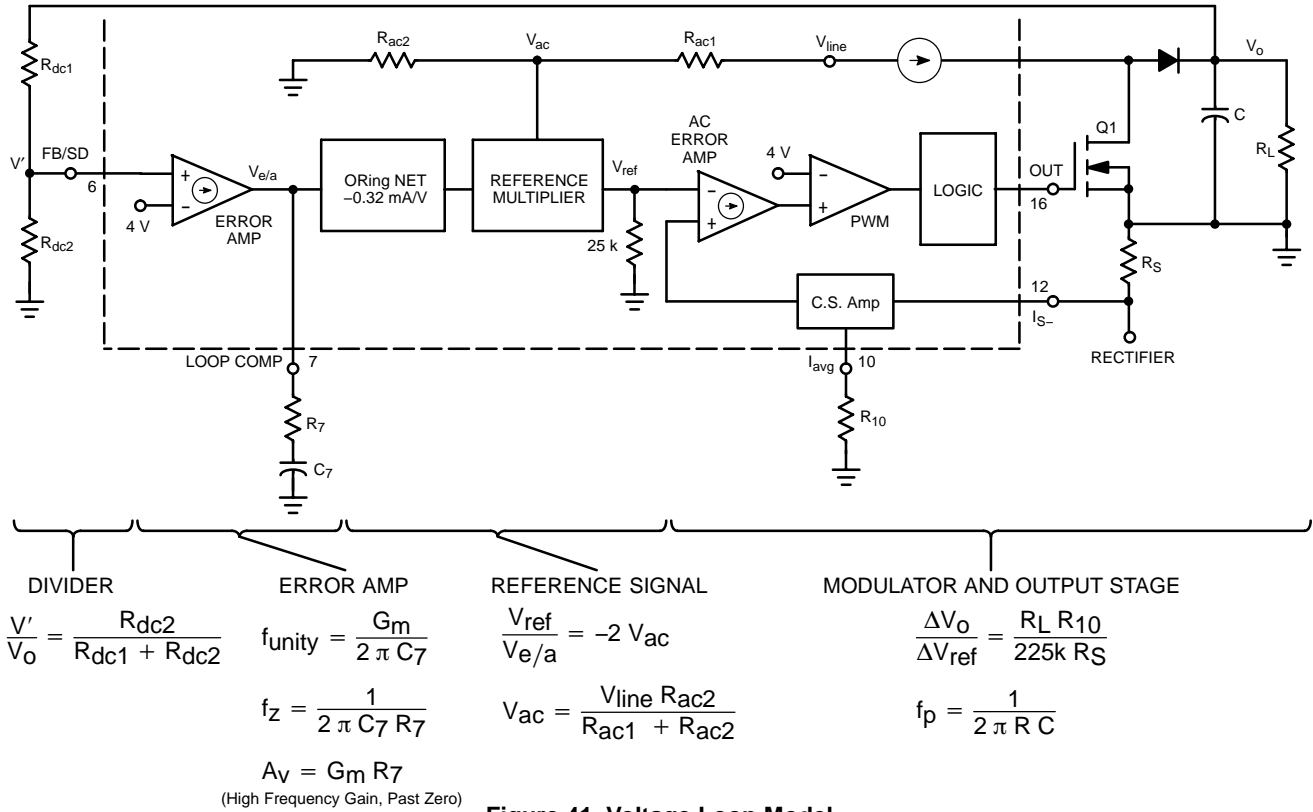 Rac2
Vac
Rac1
Vline
Vo
Rdc1
C
RL
Q1
AC
ERROR
AMP
V′
FB/SD
6
Ve/a
+
−
4 V
ERROR
AMP
ORing NET
−0.32 mA/V
REFERENCE
MULTIPLIER
Vref
25 k
−
+
4 V
−
+
PWM
LOGIC
OUT
16
Rdc2
RS
C.S. Amp
12
IS−
RECTIFIER
LOOP COMP
7
Iavg
10
R7
C7
R10
DIVIDER
V′/Vo = Rdc2/(Rdc1 + Rdc2)
ERROR AMP
funity = Gm/(2 π C7)
fz = 1/(2 π C7 R7)
Av = Gm R7
(High Frequency Gain, Past Zero)
REFERENCE SIGNAL
Vref/Ve/a = −2 Vac
Vac = Vline Rac2/(Rac1 + Rac2)
MODULATOR AND OUTPUT STAGE
ΔVo/ΔVref = RL R10/(225k RS)
fp = 1/(2 π R C)
Figure 41. Voltage Loop Model